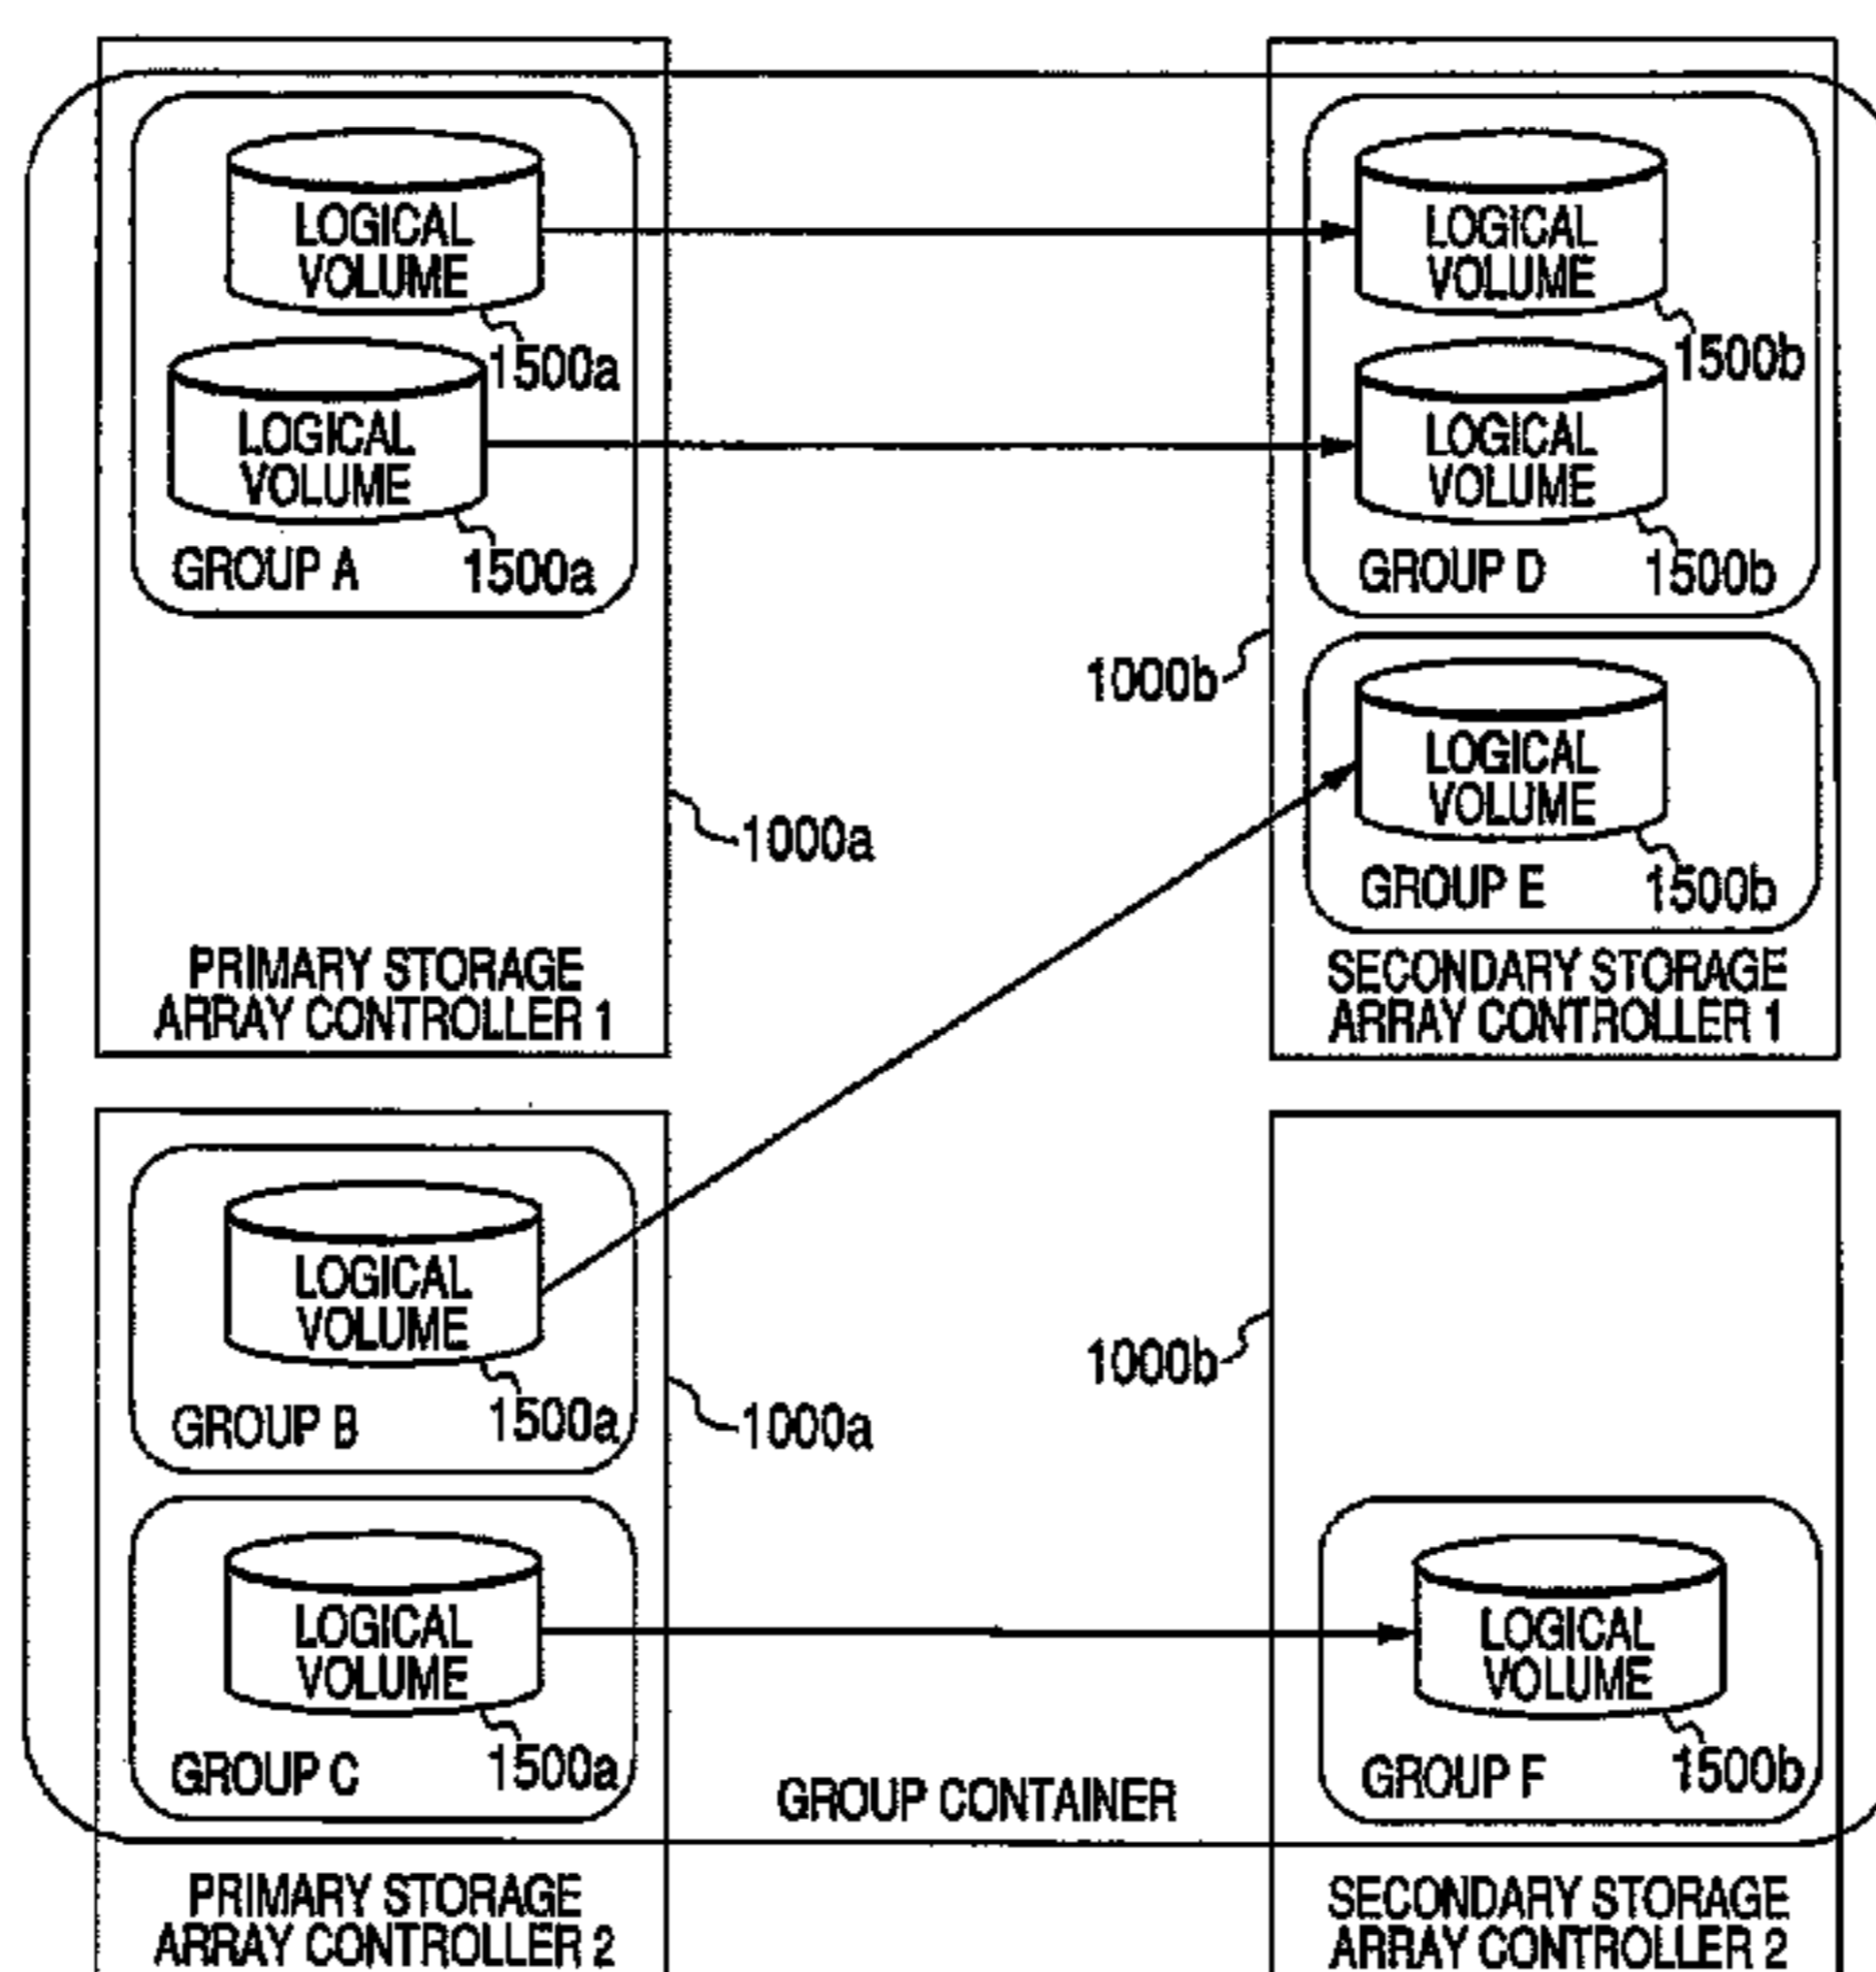 LOGICAL
VOLUME
1500a
LOGICAL
VOLUME
1500a
GROUP A
PRIMARY STORAGE
ARRAY CONTROLLER 1
1000a
LOGICAL
VOLUME
1500b
LOGICAL
VOLUME
1500b
GROUP D
1000b
LOGICAL
VOLUME
1500b
GROUP E
SECONDARY STORAGE
ARRAY CONTROLLER 1
LOGICAL
VOLUME
1500a
GROUP B
1000a
LOGICAL
VOLUME
1500a
GROUP C
PRIMARY STORAGE
ARRAY CONTROLLER 2
GROUP CONTAINER
1000b
LOGICAL
VOLUME
1500b
GROUP F
SECONDARY STORAGE
ARRAY CONTROLLER 2